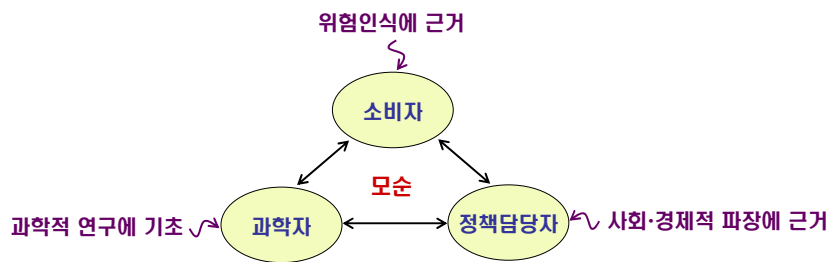 위험인식에 근거
소비자
모순
과학적 연구에 기초
과학자
정책담당자
사회·경제적 파장에 근거